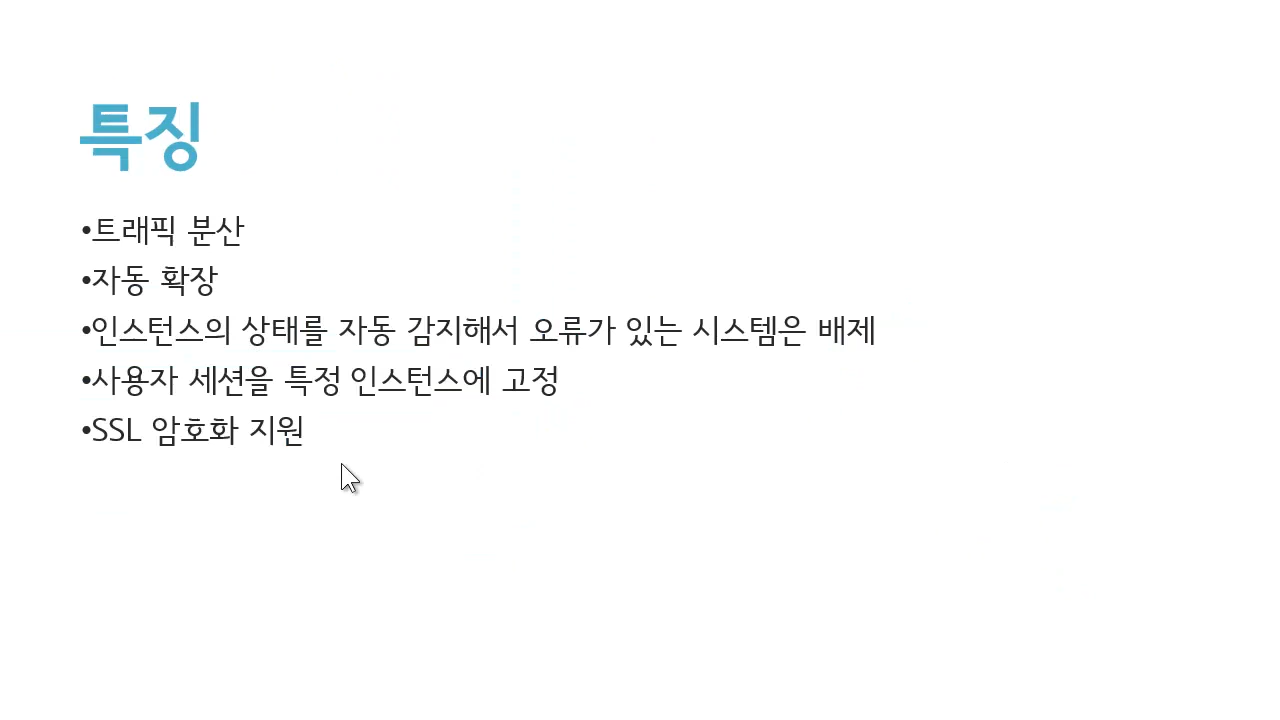 특징
•트래픽 분산
•자동 확장
•인스턴스의 상태를 자동 감지해서 오류가 있는 시스템은 배제
•사용자 세션을 특정 인스턴스에 고정
•SSL 암호화 지원